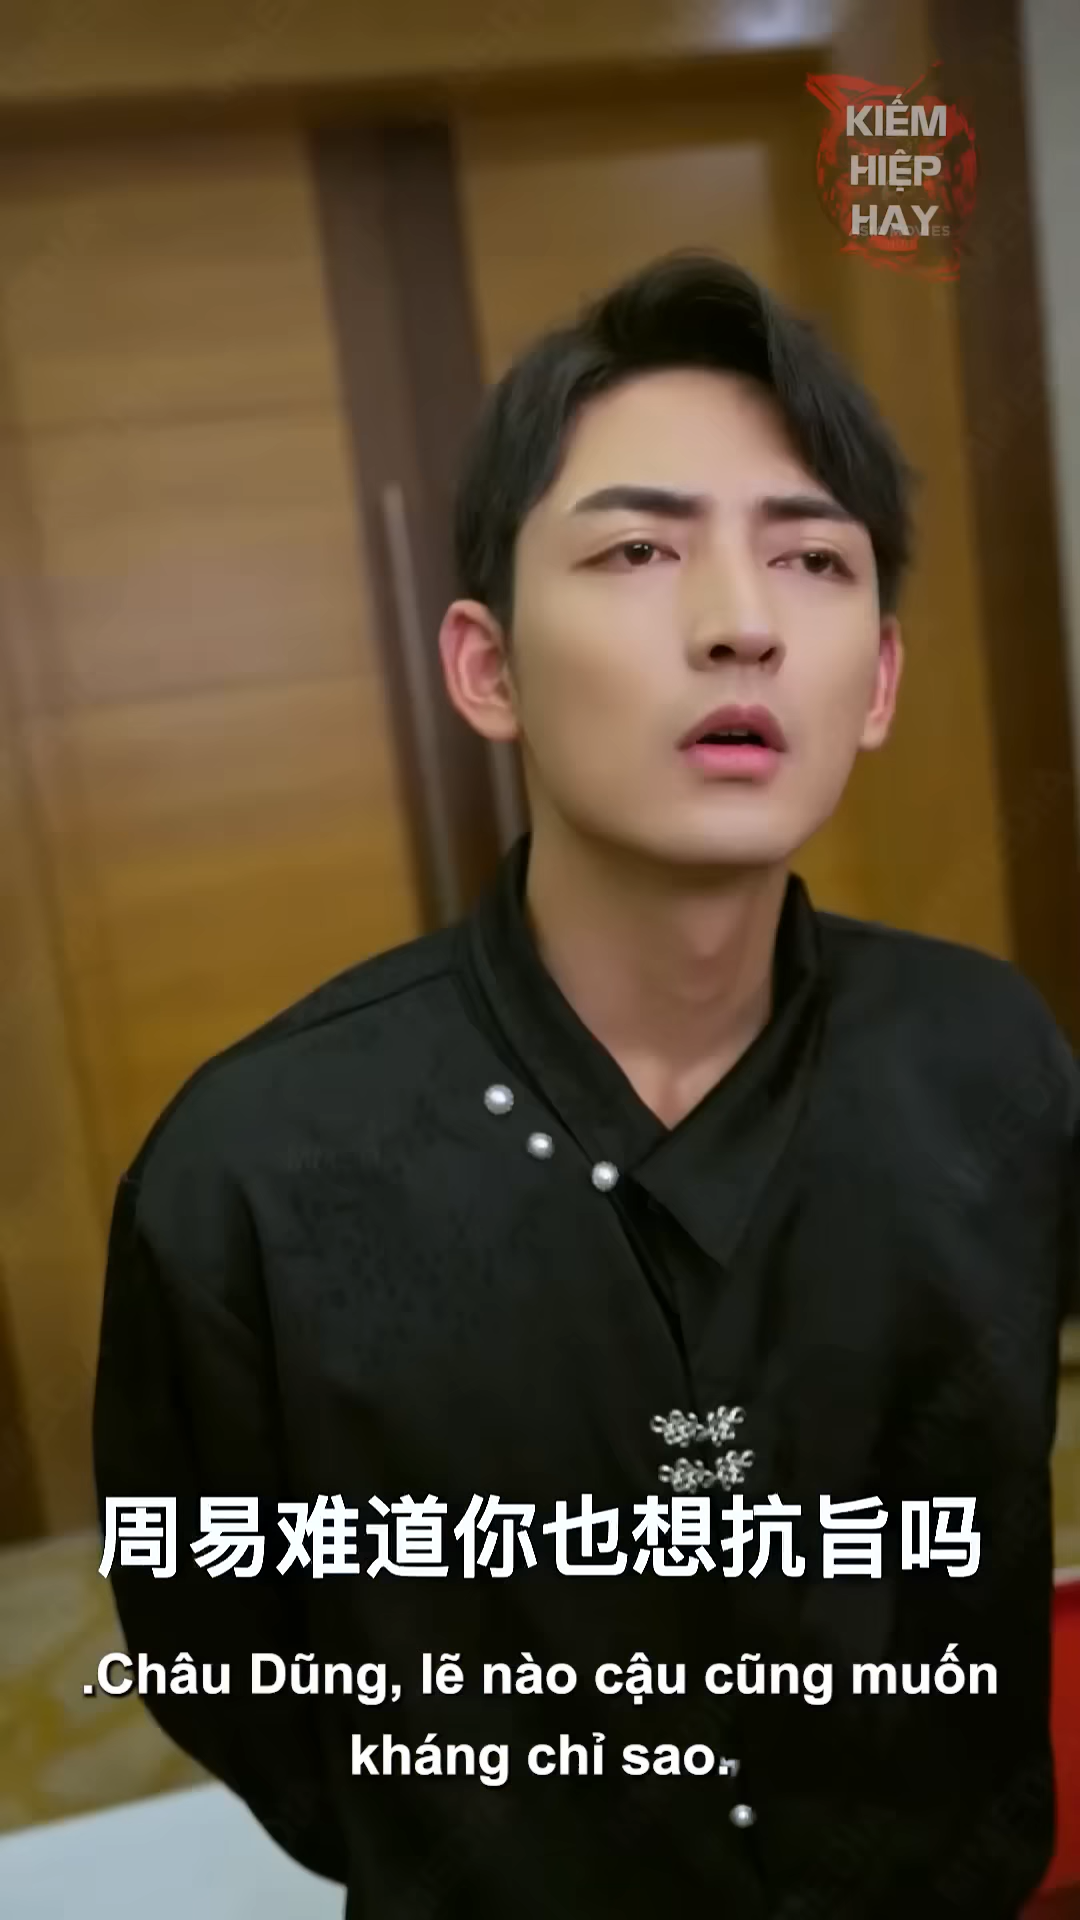 KIẾM
HIỆP
HAY
周易难道你也想抗旨吗
.Châu Dũng, lẽ nào cậu cũng muốn
kháng chỉ sao.